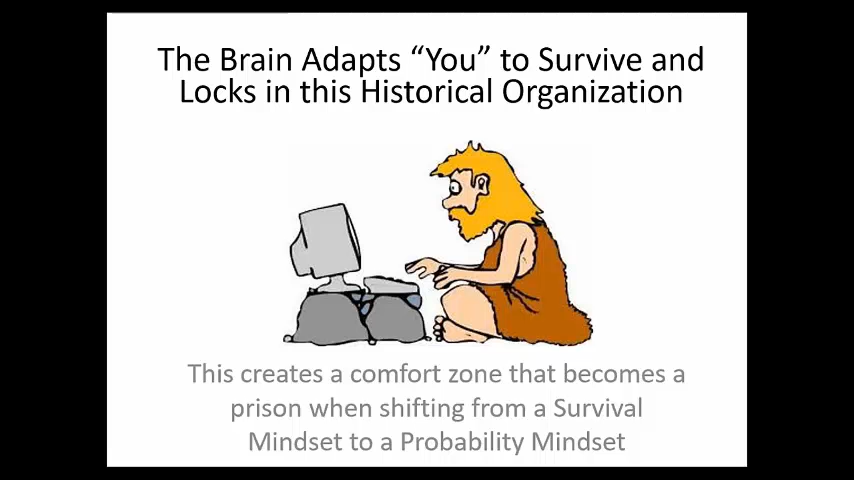 The Brain Adapts “You” to Survive and
Locks in this Historical Organization
This creates a comfort zone that becomes a
prison when shifting from a Survival
Mindset to a Probability Mindset